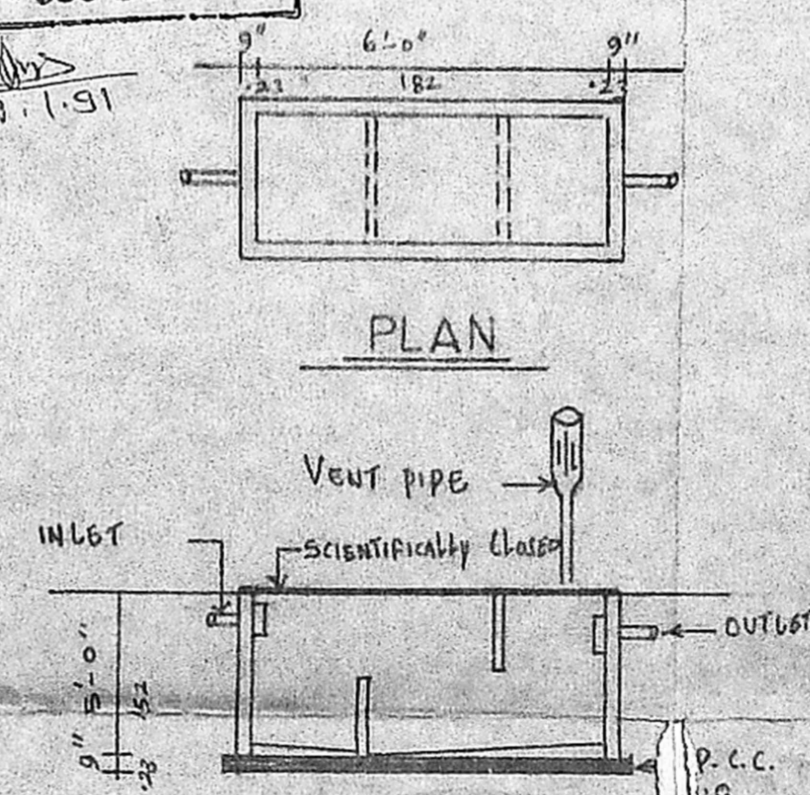 3.1.91
9" 6'-0" 9"
.23 182 .23
PLAN
VENT PIPE
INLET
SCIENTIFICALLY CLOSED
OUTLET
5'-0"
152
9"
.23
P.C.C.